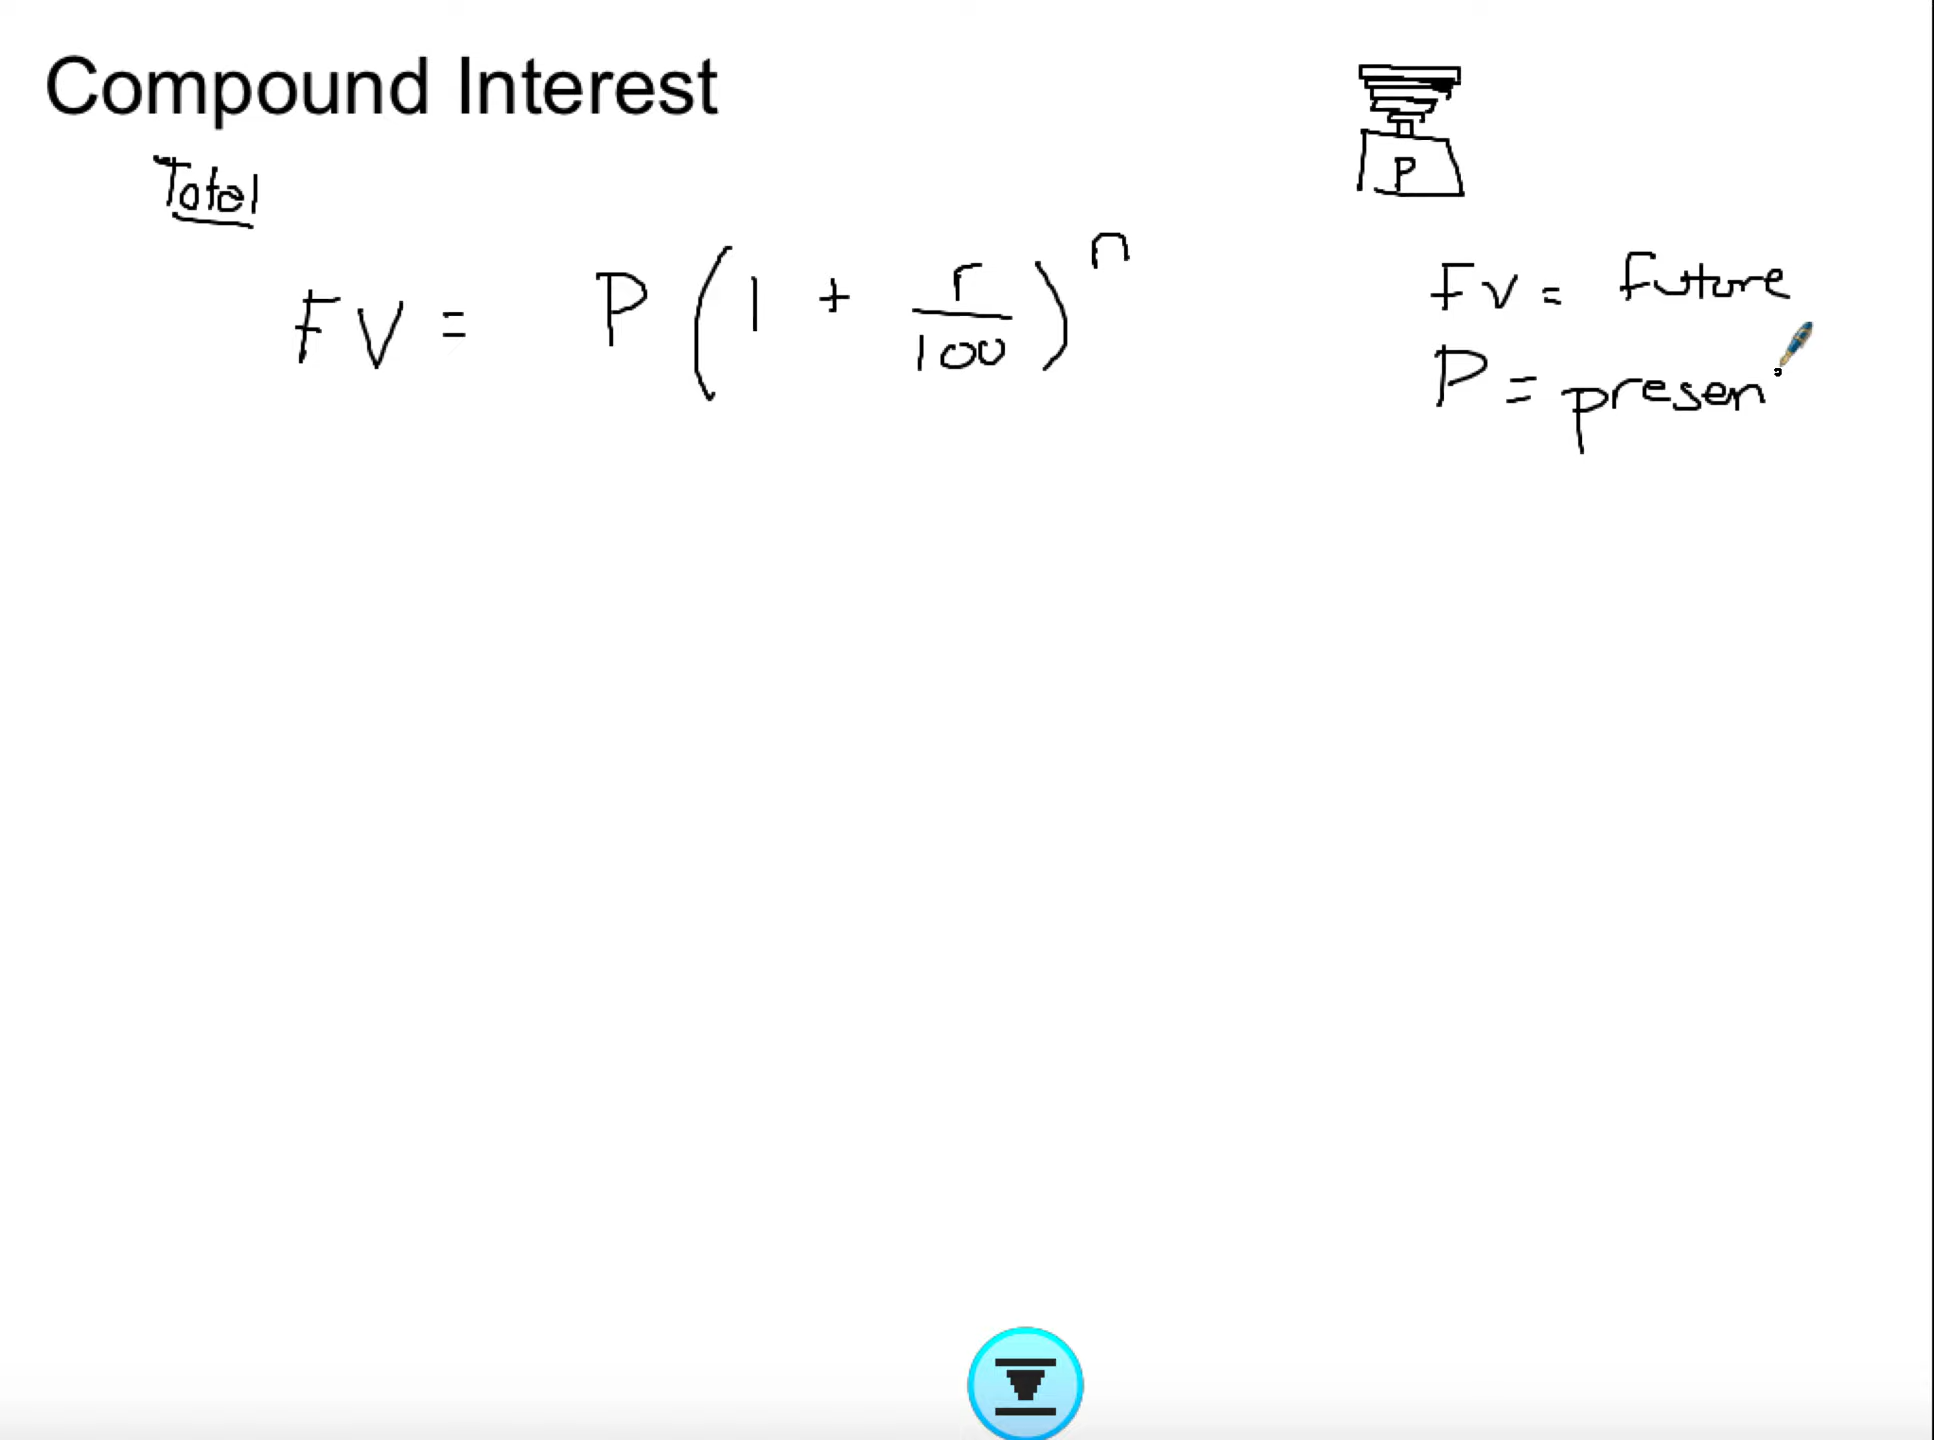 Compound Interest
P
Total
FV = P(1 + r/100)^n
FV = future
P = presen